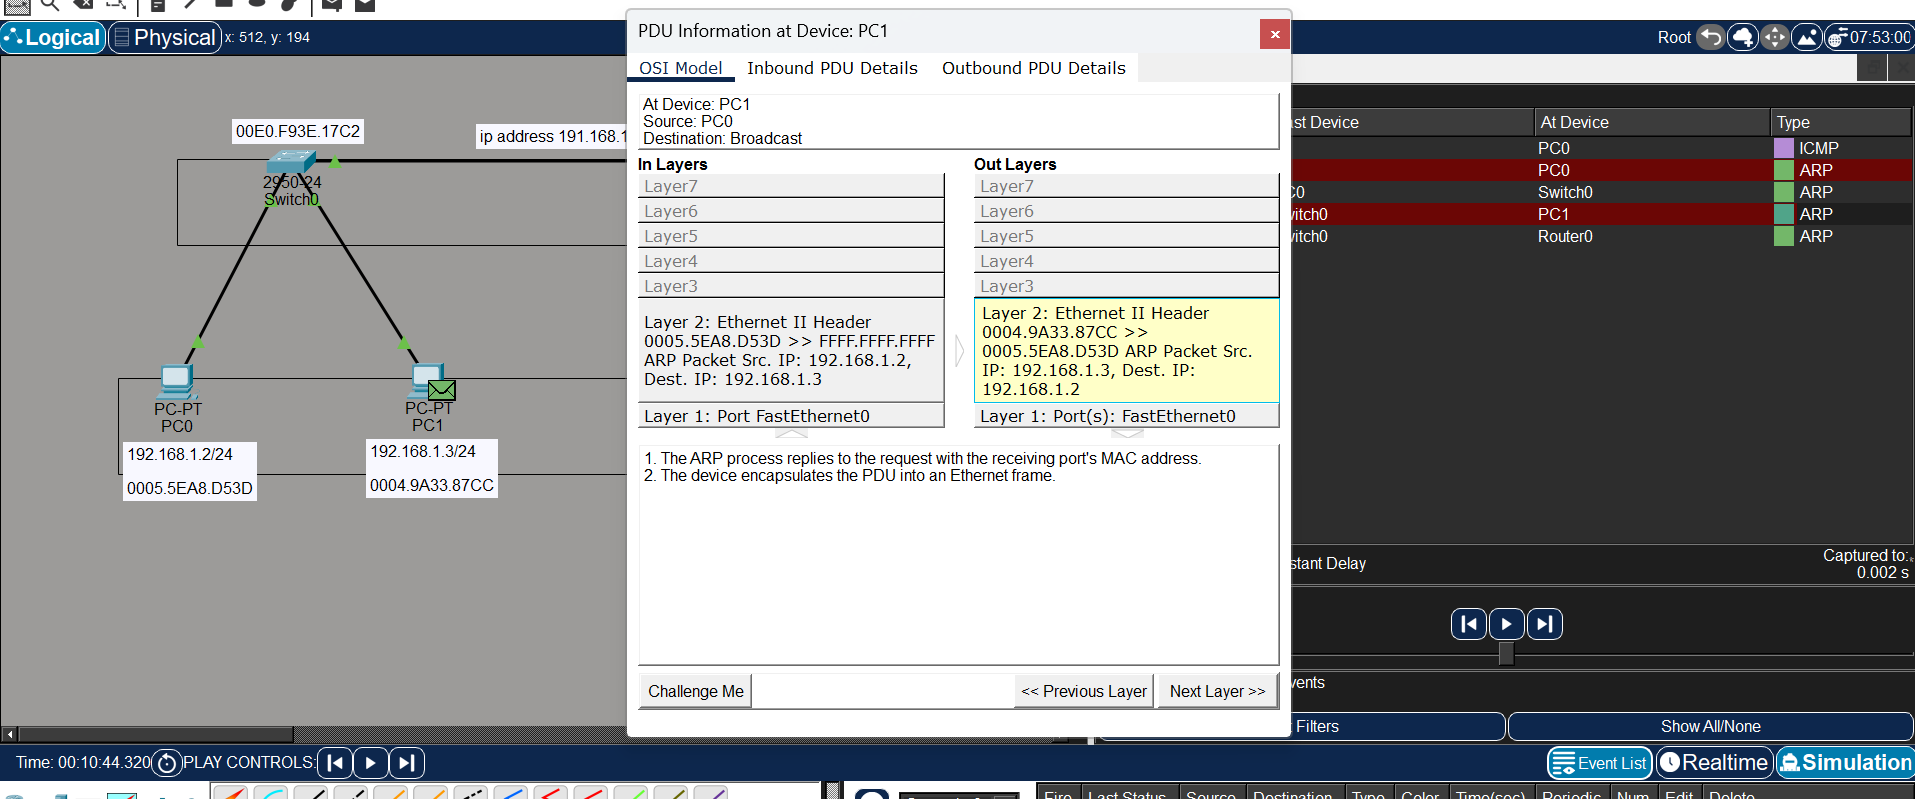 Logical
Physical
x: 512, y: 194
Root
07:53:00
PDU Information at Device: PC1
OSI Model
Inbound PDU Details
Outbound PDU Details
At Device: PC1
Source: PC0
Destination: Broadcast
In Layers
Out Layers
Layer7
Layer6
Layer5
Layer4
Layer3
Layer 2: Ethernet II Header
0005.5EA8.D53D >> FFFF.FFFF.FFFF
ARP Packet Src. IP: 192.168.1.2,
Dest. IP: 192.168.1.3
Layer 1: Port FastEthernet0
Layer7
Layer6
Layer5
Layer4
Layer3
Layer 2: Ethernet II Header
0004.9A33.87CC >>
0005.5EA8.D53D ARP Packet Src.
IP: 192.168.1.3, Dest. IP:
192.168.1.2
Layer 1: Port(s): FastEthernet0
1. The ARP process replies to the request with the receiving port's MAC address.
2. The device encapsulates the PDU into an Ethernet frame.
Challenge Me
<< Previous Layer
Next Layer >>
00E0.F93E.17C2
ip address 191.168.1
2950-24
Switch0
PC-PT
PC0
192.168.1.2/24
0005.5EA8.D53D
PC-PT
PC1
192.168.1.3/24
0004.9A33.87CC
Device
At Device
Type
PC0
ICMP
PC0
ARP
Switch0
ARP
PC1
ARP
Router0
ARP
Delay
Captured to:
0.002 s
Filters
Show All/None
Time: 00:10:44.320
PLAY CONTROLS:
Event List
Realtime
Simulation
Fire
Last Status
Source
Destination
Type
Color
Time(sec)
Periodic
Num
Edit
Delete